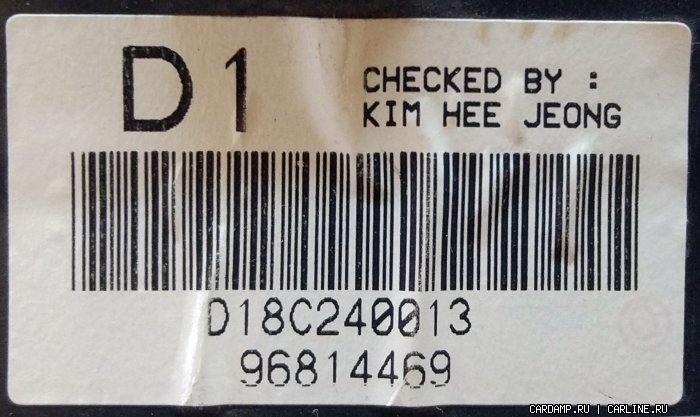 D1
CHECKED BY :
KIM HEE JEONG
D18C240013
96814469
CARDAMP.RU | CARLINE.RU